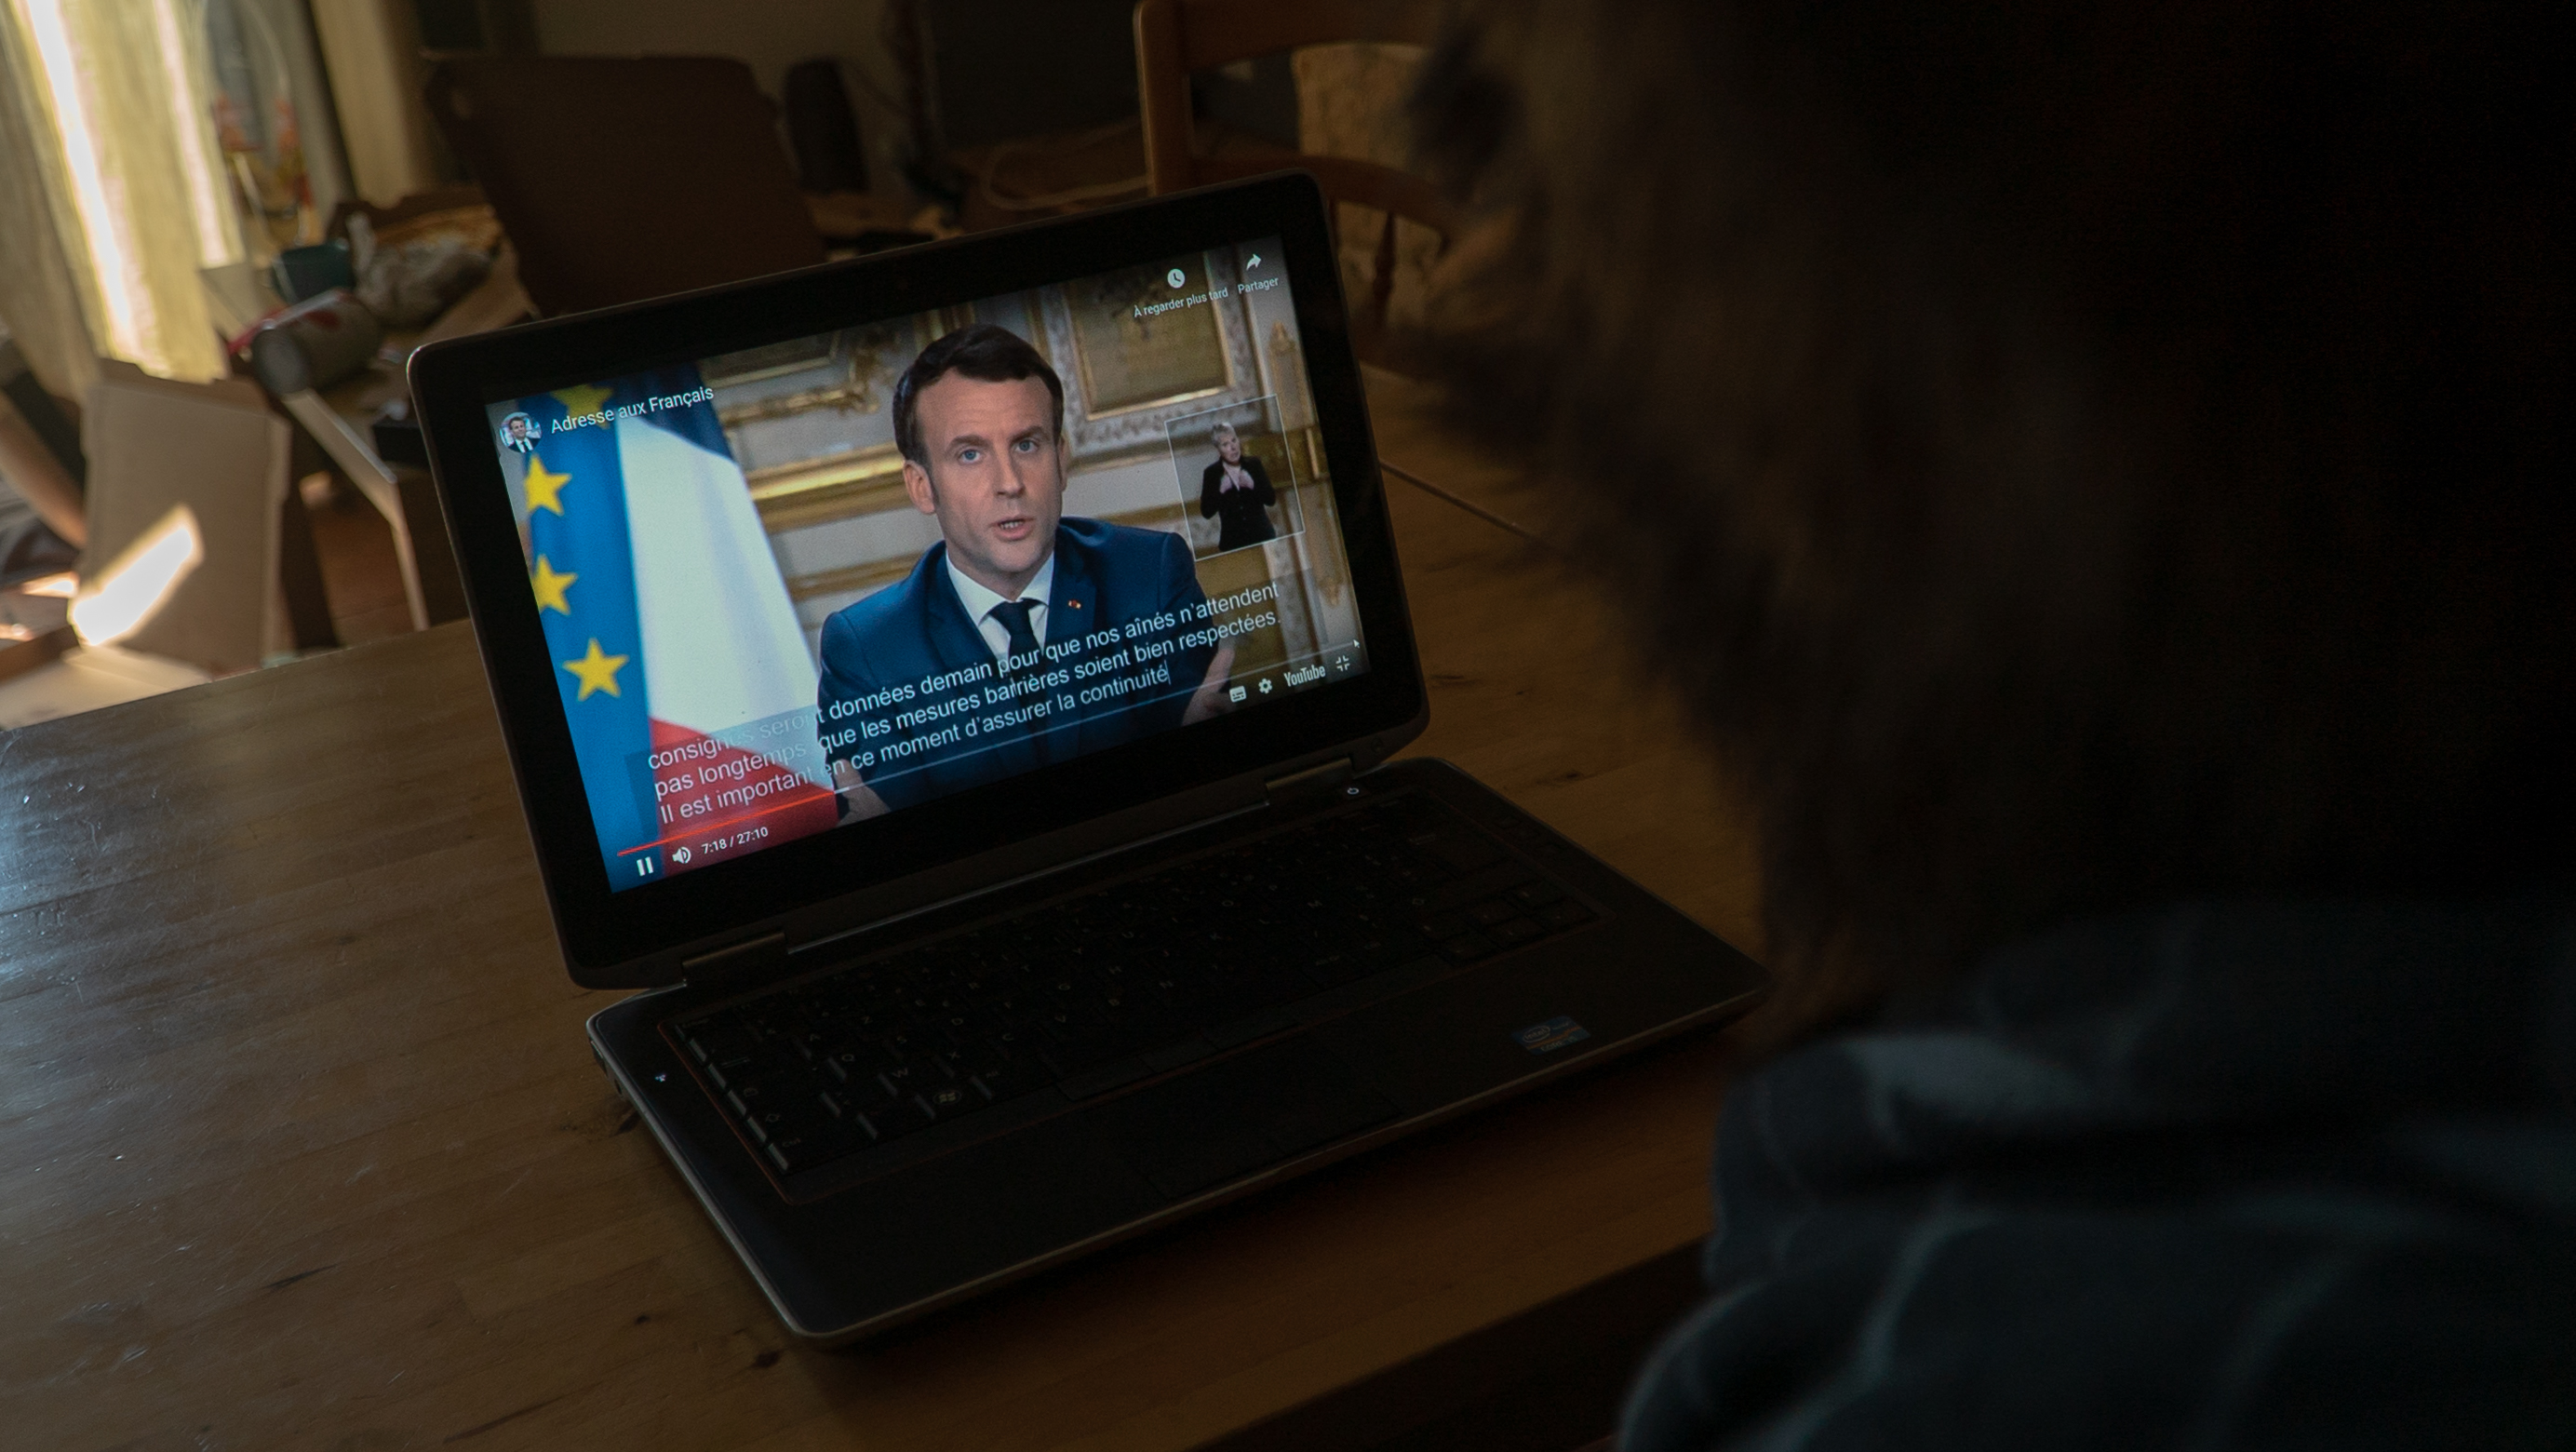 À regarder plus tard
Partager
Adresse aux Français
consignes seront données demain pour que nos aînés n'attendent
pas longtemps, que les mesures barrières soient bien respectées.
Il est important en ce moment d'assurer la continuité
YouTube
7:18 / 27:10
intel